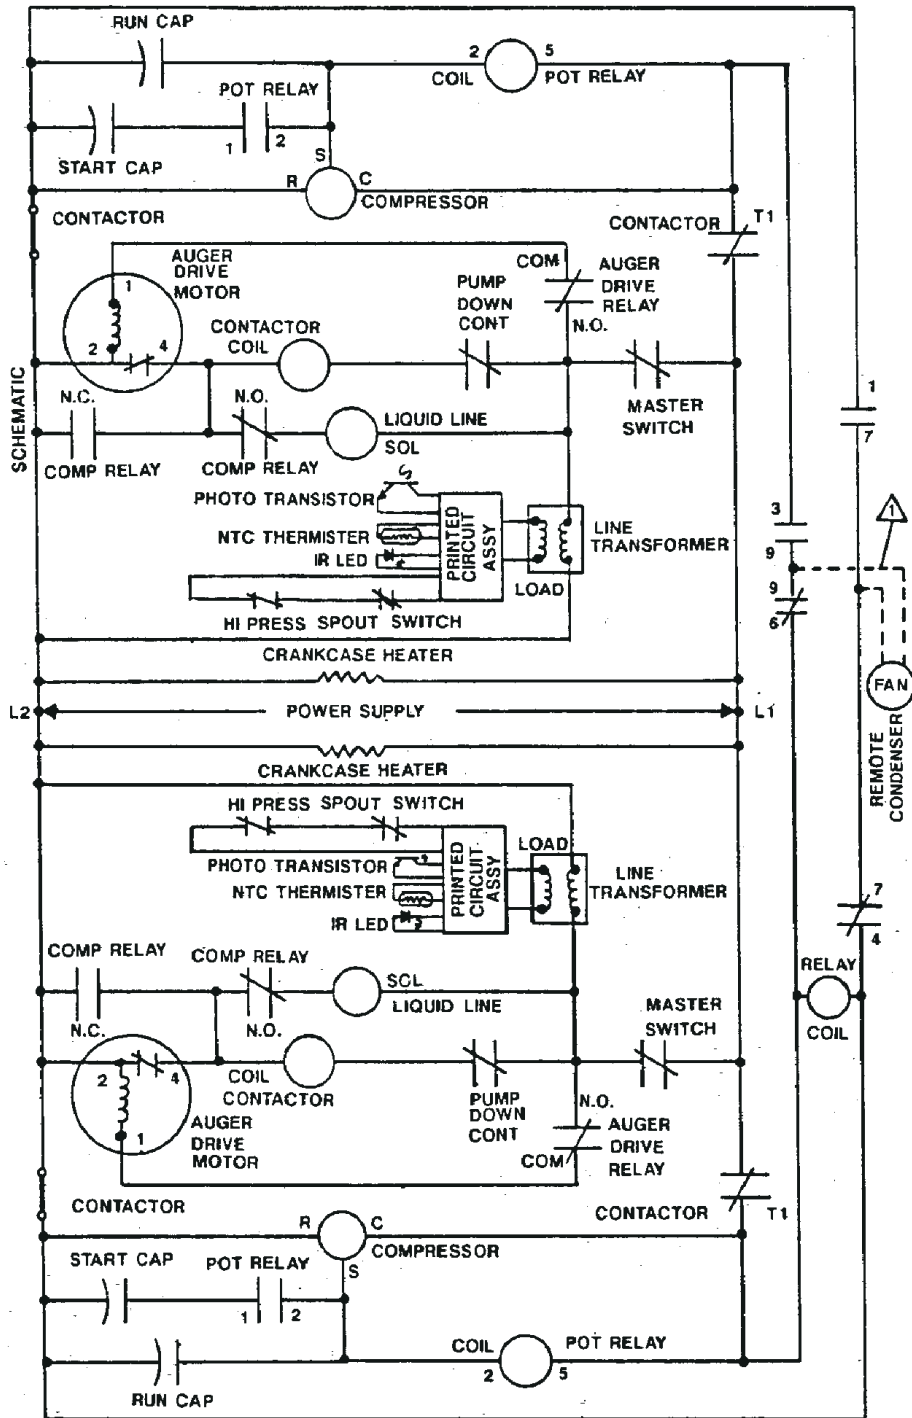 RUN CAP
2
5
COIL
POT RELAY
POT RELAY
1
2
START CAP
S
R
C
COMPRESSOR
CONTACTOR
CONTACTOR
T1
AUGER
DRIVE
MOTOR
1
2
4
COM
AUGER
DRIVE
RELAY
N.O.
PUMP
DOWN
CONT
CONTACTOR
COIL
SCHEMATIC
N.C.
COMP RELAY
N.O.
COMP RELAY
LIQUID LINE
SOL
MASTER
SWITCH
1
7
PHOTO TRANSISTOR
NTC THERMISTER
IR LED
PRINTED
CIRCUIT
ASSY
LINE
TRANSFORMER
LOAD
HI PRESS SPOUT SWITCH
3
9
9
6
1
CRANKCASE HEATER
L2
POWER SUPPLY
L1
FAN
REMOTE
CONDENSER
CRANKCASE HEATER
HI PRESS SPOUT SWITCH
PHOTO TRANSISTOR
NTC THERMISTER
IR LED
PRINTED
CIRCUIT
ASSY
LOAD
LINE
TRANSFORMER
7
4
COMP RELAY
N.C.
COMP RELAY
N.O.
SOL
LIQUID LINE
MASTER
SWITCH
RELAY
COIL
2
4
1
COIL
CONTACTOR
PUMP
DOWN
CONT
N.O.
AUGER
DRIVE
RELAY
COM
AUGER
DRIVE
MOTOR
CONTACTOR
CONTACTOR
T1
R
C
COMPRESSOR
S
START CAP
POT RELAY
1
2
COIL
2
5
POT RELAY
RUN CAP